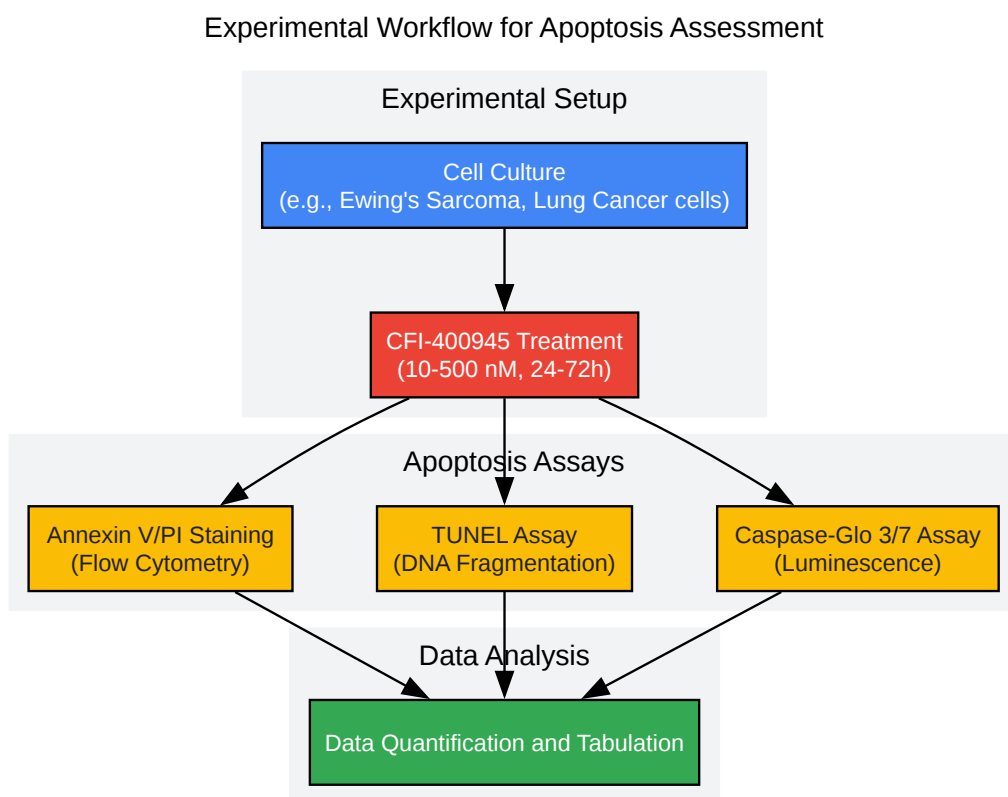 Experimental Workflow for Apoptosis Assessment
Experimental Setup
Cell Culture
(e.g., Ewing's Sarcoma, Lung Cancer cells)
CFI-400945 Treatment
(10-500 nM, 24-72h)
Apoptosis Assays
Annexin V/PI Staining
(Flow Cytometry)
TUNEL Assay
(DNA Fragmentation)
Caspase-Glo 3/7 Assay
(Luminescence)
Data Analysis
Data Quantification and Tabulation